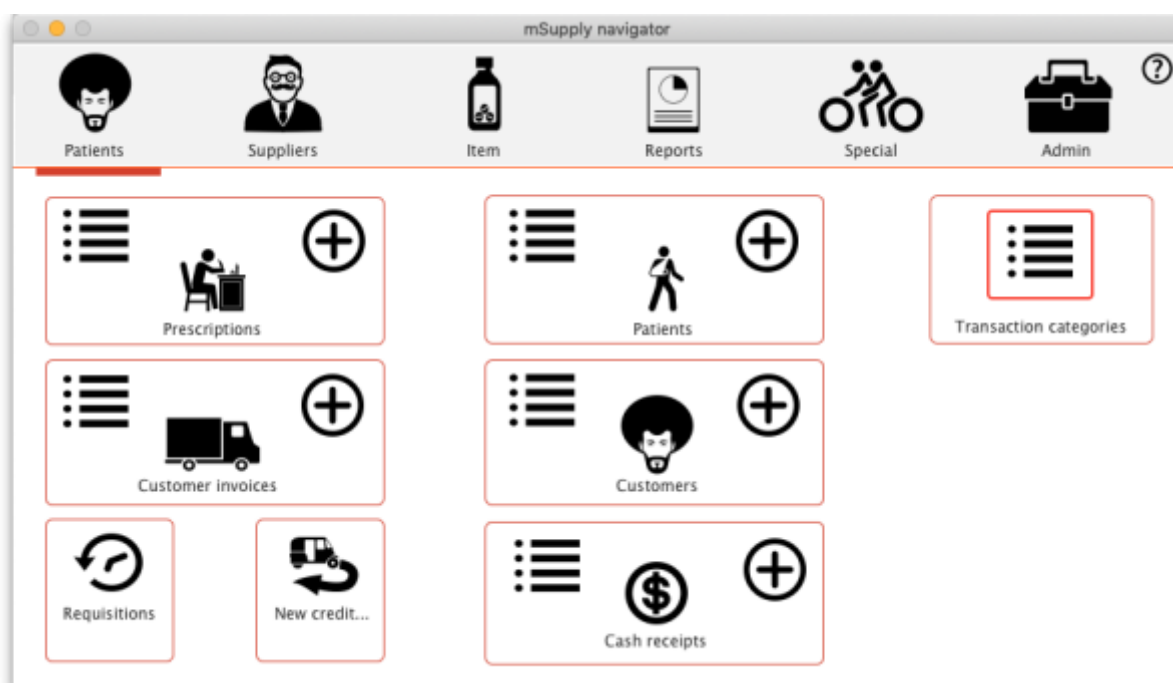 mSupply navigator
?
Patients
Suppliers
Item
Reports
Special
Admin
Prescriptions
Patients
Transaction categories
Customer invoices
Customers
Requisitions
New credit...
$
Cash receipts